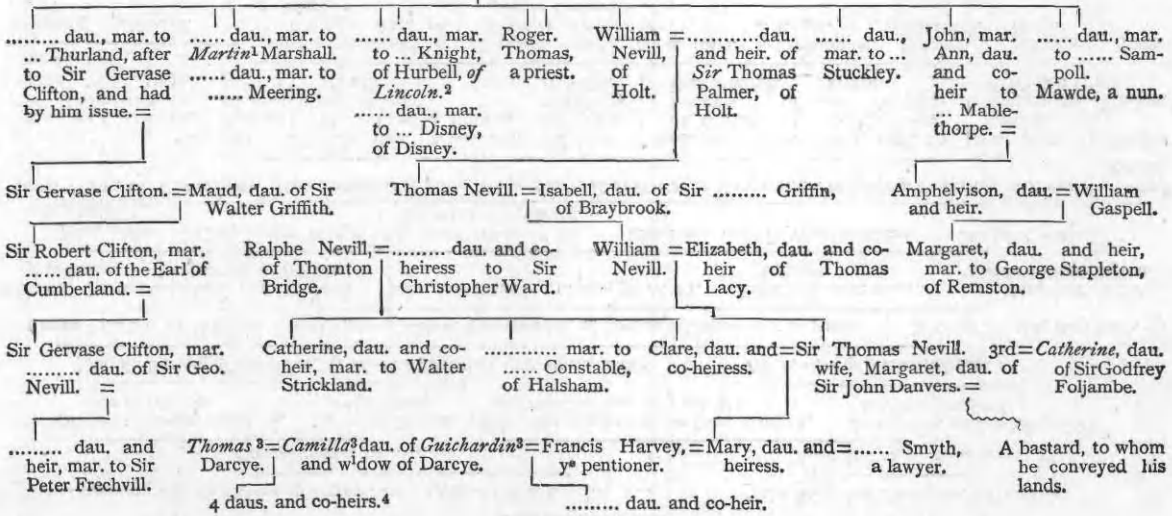 ......... dau., mar. to
... Thurland, after
to Sir Gervase
Clifton, and had
by him issue. =
...... dau., mar. to
Martin¹ Marshall.
...... dau., mar. to
...... Meering.
...... dau., mar.
to ... Knight,
of Hurbell, of
Lincoln.²
...... dau., mar.
to ... Disney,
of Disney.
Roger.
Thomas,
a priest.
William = ............dau.
Nevill, and heir. of
of Sir Thomas
Holt. Palmer, of
Holt.
...... dau.,
mar. to ...
Stuckley.
John, mar.
Ann, dau.
and co-
heir to
... Mable-
thorpe. =
...... dau., mar.
to ...... Sam-
poll.
Mawde, a nun.
Sir Gervase Clifton. = Maud, dau. of Sir
Walter Griffith.
Thomas Nevill. = Isabell, dau. of Sir ......... Griffin,
of Braybrook.
Amphelyison, dau. = William
and heir. Gaspell.
Sir Robert Clifton, mar.
...... dau. of the Earl of
Cumberland. =
Ralphe Nevill, = ......... dau. and co-
of Thornton heiress to Sir
Bridge. Christopher Ward.
William = Elizabeth, dau. and co-
Nevill. heir of Thomas
Lacy.
Margaret, dau. and heir,
mar. to George Stapleton,
of Remston.
Sir Gervase Clifton, mar.
......... dau. of Sir Geo.
Nevill. =
Catherine, dau. and co-
heir, mar. to Walter
Strickland.
............. mar. to
...... Constable,
of Halsham.
Clare, dau. and = Sir Thomas Nevill. 3rd = Catherine, dau.
co-heiress. wife, Margaret, dau. of of Sir Godfrey
Sir John Danvers. = Foljambe.
......... dau. and
heir, mar. to Sir
Peter Frechvill.
Thomas ³ = Camilla³ dau. of Guichardin³ = Francis Harvey, = Mary, dau. and = ...... Smyth,
Darcye. and widow of Darcye. yᵉ pentioner. heiress. a lawyer.
A bastard, to whom
he conveyed his
lands.
4 daus. and co-heirs.⁴
......... dau. and co-heir.